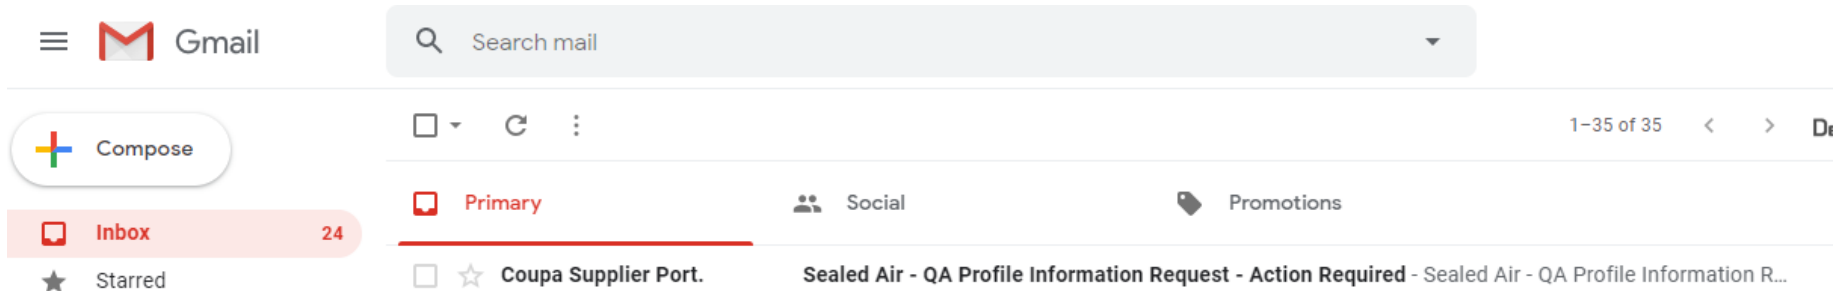 Gmail
Search mail
Compose
1–35 of 35
Primary
Social
Promotions
Inbox 24
Starred
Coupa Supplier Port. Sealed Air - QA Profile Information Request - Action Required - Sealed Air - QA Profile Information R...